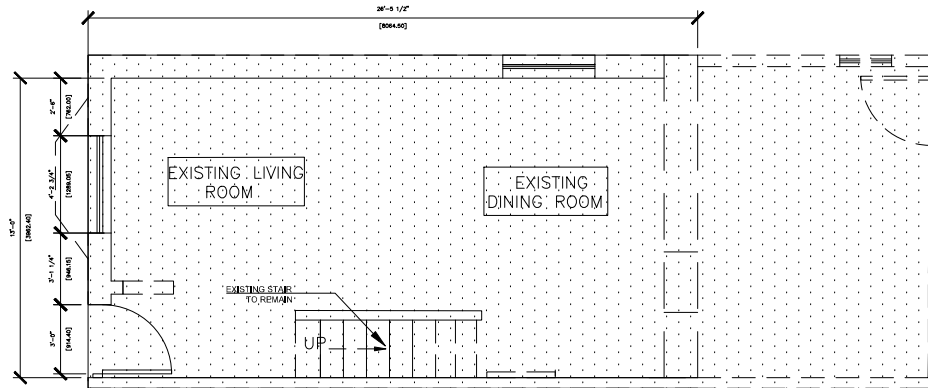 26'-5 1/2"
[8064.50]
2'-6"
[762.00]
4'-2 3/4"
[1289.05]
13'-0"
[3962.40]
3'-1 1/4"
[946.15]
3'-0"
[914.40]
EXISTING LIVING
ROOM
EXISTING
DINING ROOM
EXISTING STAIR
TO REMAIN
UP